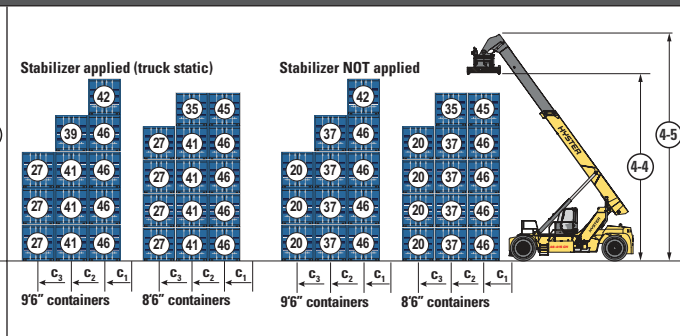 Stabilizer applied (truck static)
Stabilizer NOT applied
42
39 46
27 41 46
27 41 46
27 41 46
c3 c2 c1
9'6” containers
35 45
27 41 46
27 41 46
27 41 46
27 41 46
c3 c2 c1
8'6” containers
42
37 46
20 37 46
20 37 46
20 37 46
c3 c2 c1
9'6” containers
35 45
20 37 46
20 37 46
20 37 46
20 37 46
c3 c2 c1
8'6” containers
HYSTER
HYSTER
4-4
4-5